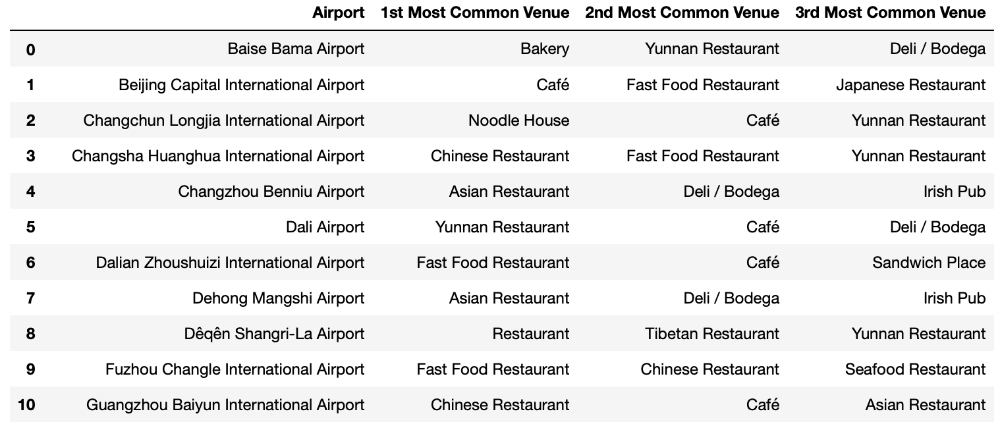 Airport 1st Most Common Venue 2nd Most Common Venue 3rd Most Common Venue
0 Baise Bama Airport Bakery Yunnan Restaurant Deli / Bodega
1 Beijing Capital International Airport Café Fast Food Restaurant Japanese Restaurant
2 Changchun Longjia International Airport Noodle House Café Yunnan Restaurant
3 Changsha Huanghua International Airport Chinese Restaurant Fast Food Restaurant Yunnan Restaurant
4 Changzhou Benniu Airport Asian Restaurant Deli / Bodega Irish Pub
5 Dali Airport Yunnan Restaurant Café Deli / Bodega
6 Dalian Zhoushuizi International Airport Fast Food Restaurant Café Sandwich Place
7 Dehong Mangshi Airport Asian Restaurant Deli / Bodega Irish Pub
8 Dêqên Shangri-La Airport Restaurant Tibetan Restaurant Yunnan Restaurant
9 Fuzhou Changle International Airport Fast Food Restaurant Chinese Restaurant Seafood Restaurant
10 Guangzhou Baiyun International Airport Chinese Restaurant Café Asian Restaurant